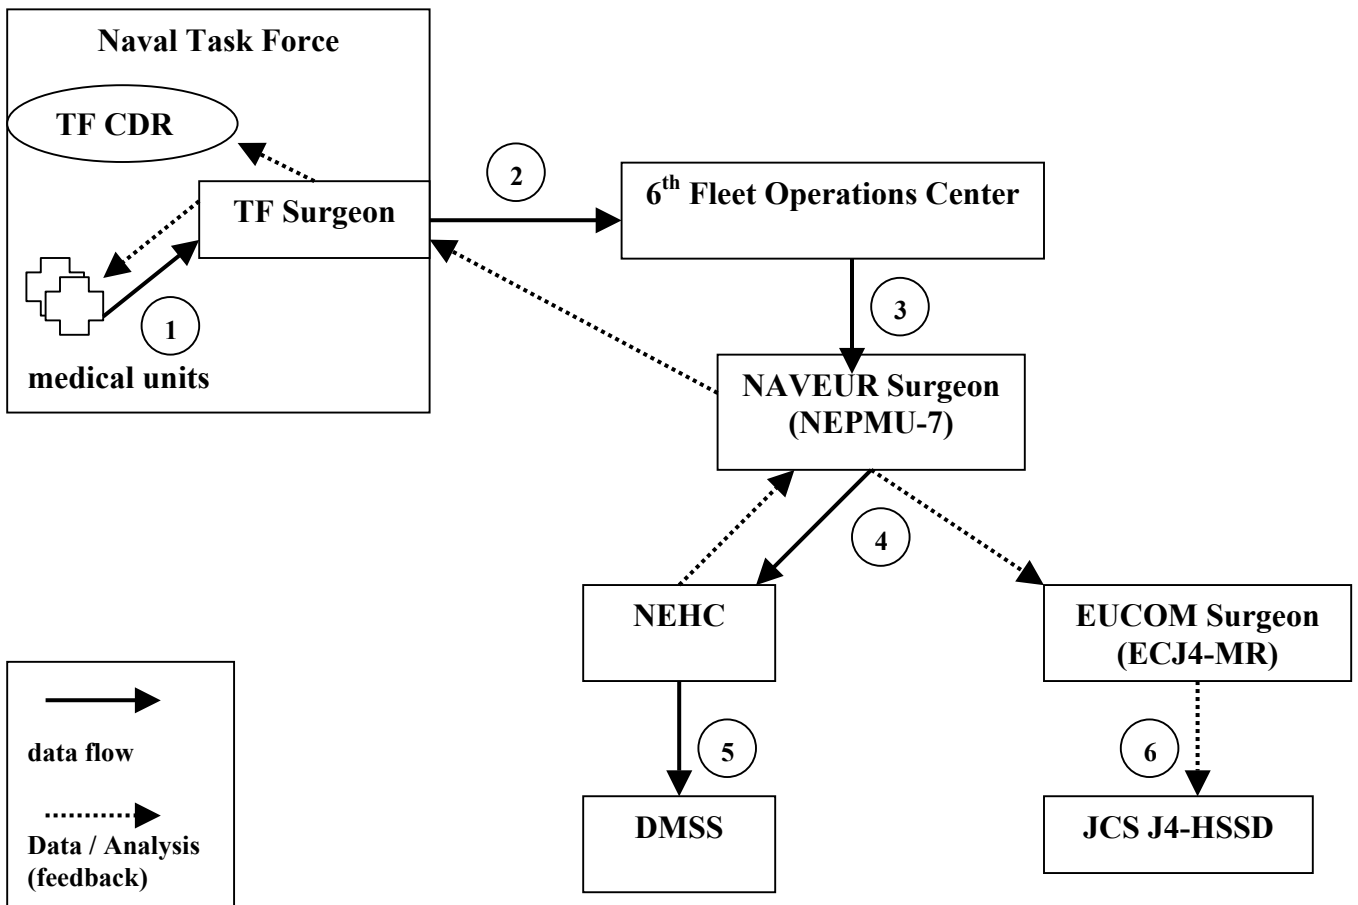 Naval Task Force
TF CDR
2
6th Fleet Operations Center
TF Surgeon
1
3
medical units
NAVEUR Surgeon
(NEPMU-7)
4
NEHC
EUCOM Surgeon
(ECJ4-MR)
data flow
5
6
DMSS
JCS J4-HSSD
Data / Analysis
(feedback)